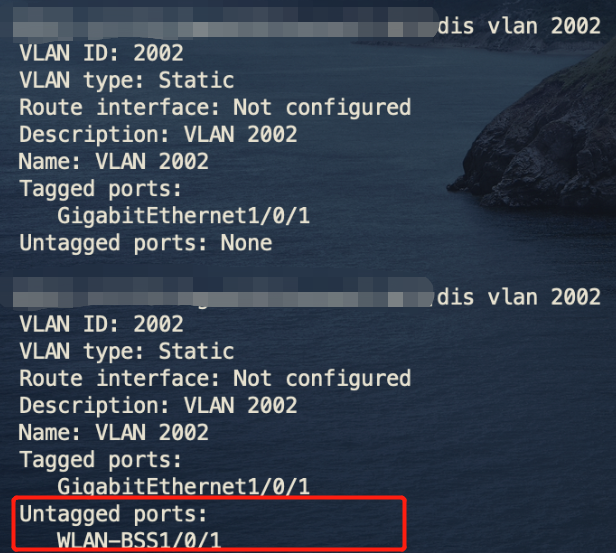 dis vlan 2002
VLAN ID: 2002
VLAN type: Static
Route interface: Not configured
Description: VLAN 2002
Name: VLAN 2002
Tagged ports:
GigabitEthernet1/0/1
Untagged ports: None
dis vlan 2002
VLAN ID: 2002
VLAN type: Static
Route interface: Not configured
Description: VLAN 2002
Name: VLAN 2002
Tagged ports:
GigabitEthernet1/0/1
Untagged ports:
WLAN-BSS1/0/1